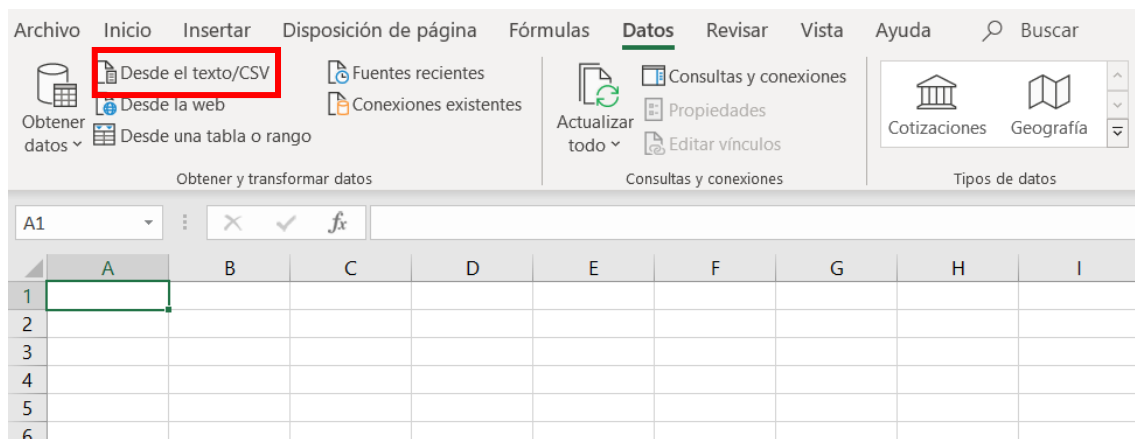 Archivo Inicio Insertar Disposición de página Fórmulas Datos Revisar Vista Ayuda Buscar
Obtener datos
Desde el texto/CSV
Desde la web
Desde una tabla o rango
Fuentes recientes
Conexiones existentes
Obtener y transformar datos
Actualizar todo
Consultas y conexiones
Propiedades
Editar vínculos
Consultas y conexiones
Cotizaciones
Geografía
Tipos de datos
A1 fx
A B C D E F G H I
1
2
3
4
5
6